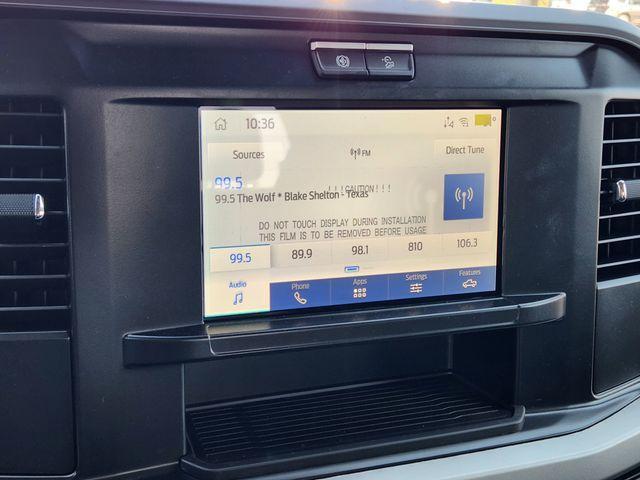 10:36
Sources
FM
Direct Tune
99.5
! ! ! CAUTION ! ! !
99.5 The Wolf * Blake Shelton - Texas
DO NOT TOUCH DISPLAY DURING INSTALLATION
THIS FILM IS TO BE REMOVED BEFORE USAGE
99.5 89.9 98.1 810 106.3
Audio Phone Apps Settings Features